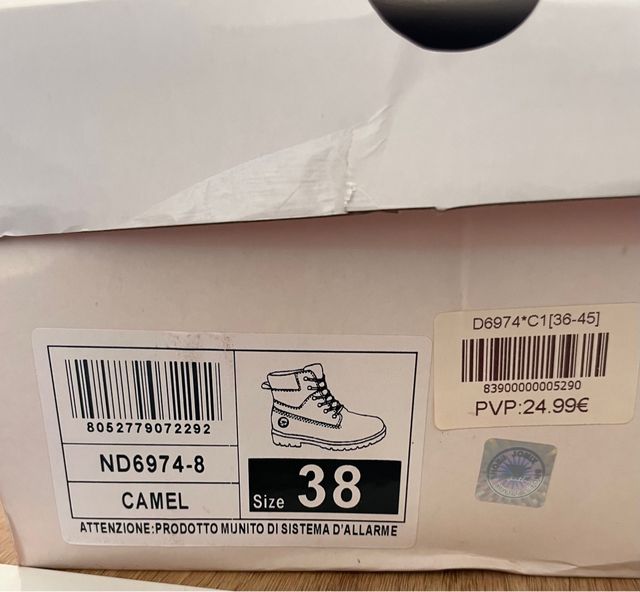 8052779072292
ND6974-8
CAMEL
Size 38
ATTENZIONE:PRODOTTO MUNITO DI SISTEMA D'ALLARME
D6974*C1[36-45]
83900000005290
PVP:24.99€